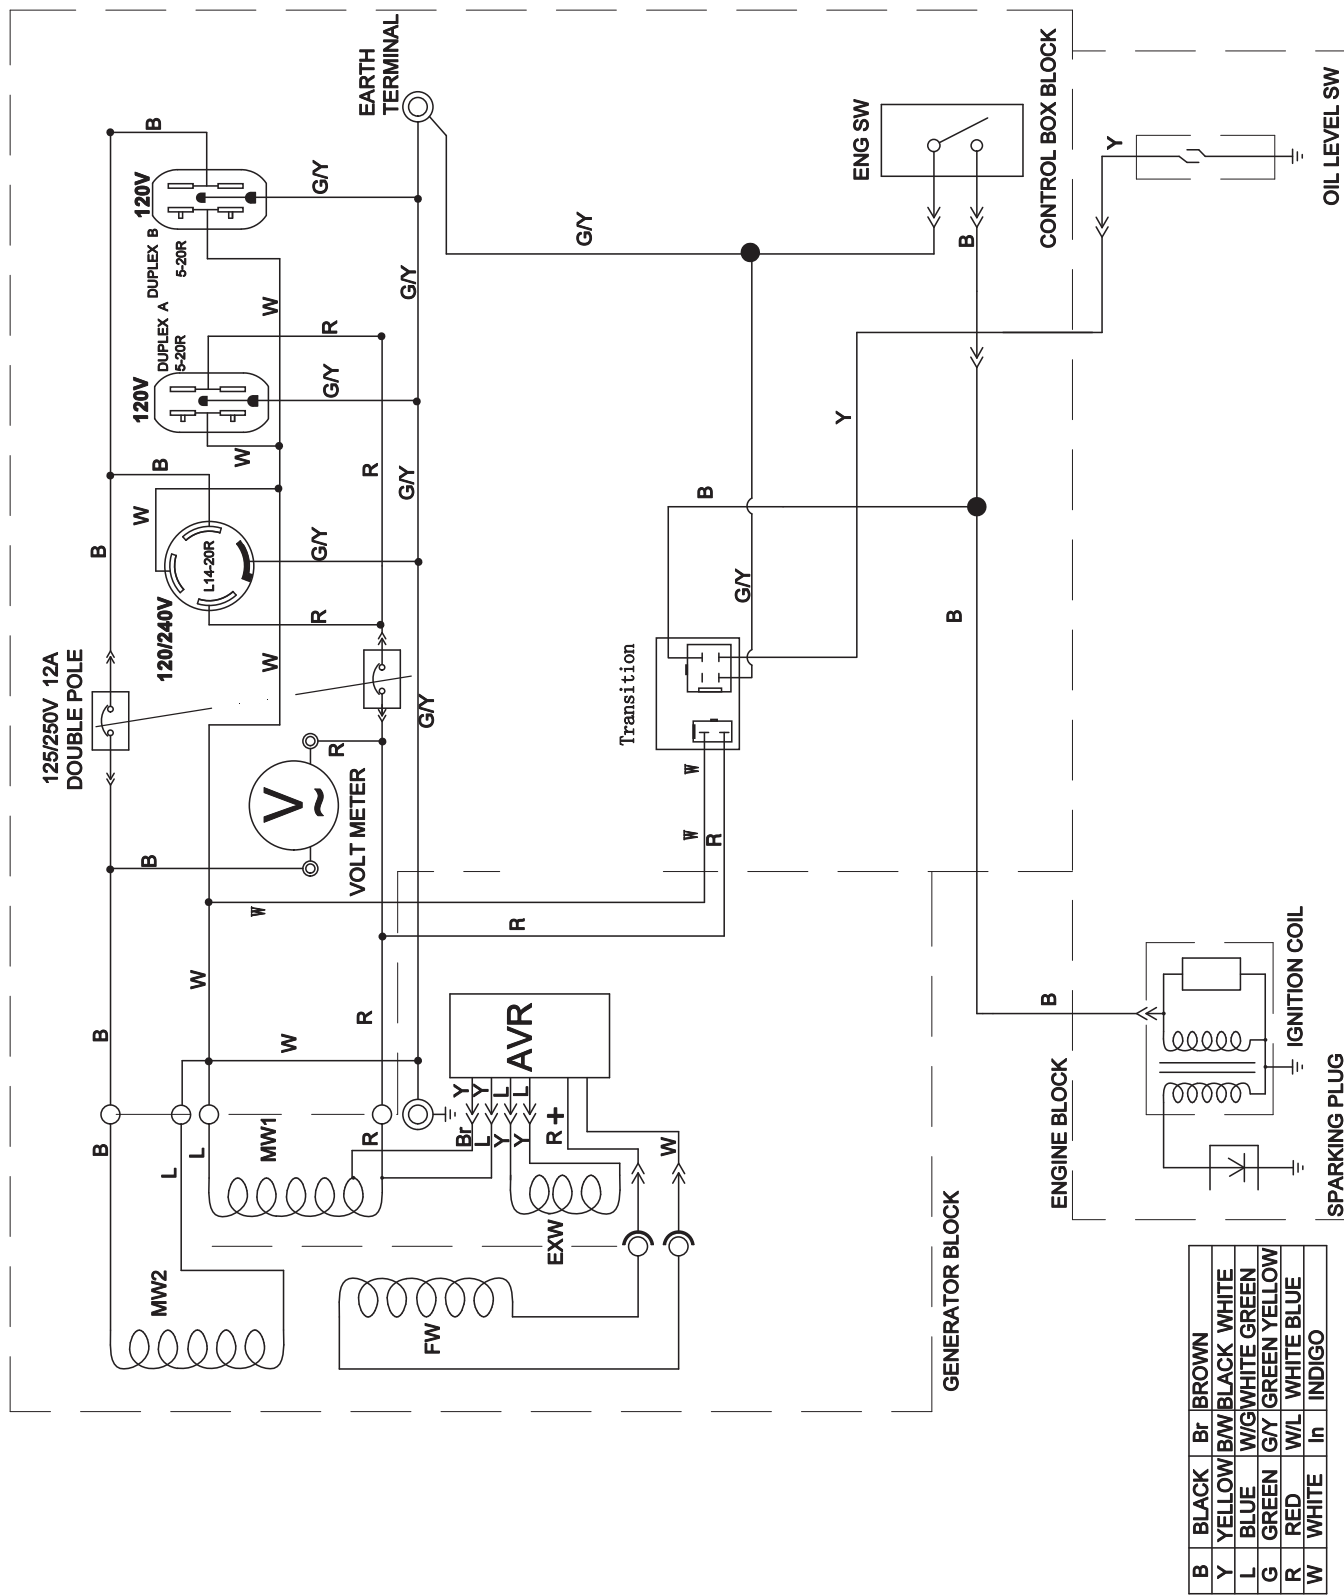 EARTH
TERMINAL
B
120V
G/Y
DUPLEX B
5-20R
W
G/Y
G/Y
ENG SW
B
CONTROL BOX BLOCK
Y
OIL LEVEL SW
DUPLEX A
5-20R
120V
R
G/Y
W
R
G/Y
B
W
B
L14-20R
G/Y
120/240V
R
W
Y
B
G/Y
B
Transition
125/250V 12A
DOUBLE POLE
G/Y
R
V
~
VOLT METER
B
W
W
R
W
R
W
B
W
R
W
AVR
B
IGNITION COIL
ENGINE BLOCK
SPARKING PLUG
Y
Y
L
L
Br
L
Y
Y
R
+
W
B
L
L
MW1
R
EXW
MW2
FW
GENERATOR BLOCK
B BLACK Br BROWN
Y YELLOW B/W BLACK WHITE
L BLUE W/G WHITE GREEN
G GREEN G/Y GREEN YELLOW
R RED W/L WHITE BLUE
W WHITE In INDIGO